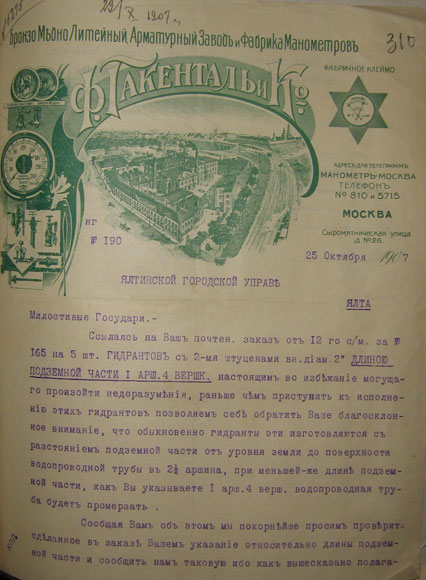 29/X 1907 г.
310
Бронзо Мѣдно Литейный, Арматурный Заводъ и Фабрика Манометровъ
Ф. Гакенталь и Ко
ФАБРИЧНОЕ КЛЕЙМО
АДРЕСЪ ДЛЯ ТЕЛЕГРАММЪ
МАНОМЕТРЪ-МОСКВА
ТЕЛЕФОНЪ
№ 810 и 5715
МОСКВА
Сыромятническая улица
Д. № 26.
нг
№ 190
25 Октября 1907
ЯЛТИНСКОЙ ГОРОДСКОЙ УПРАВѢ
ЯЛТА
Милостивые Государи.-
Ссылаясь на Вашъ почтен. заказъ отъ 12 го с/м. за №
165 на 5 шт. ГИДРАНТОВЪ съ 2-мя штуценами вн.діам.2" ДЛИНОЮ
ПОДЗЕМНОЙ ЧАСТИ I АРШ.4 ВЕРШК. настоящимъ во избѣжаніе могуща-
го произойти недоразумѣнія, раньше чѣмъ приступить къ исполне-
нію этихъ гидрантовъ позволяемъ себѣ обратить Ваше благосклон-
ное вниманіе, что обыкновенно гидранты эти изготовляются съ
разстояніемъ подземной части отъ уровня земли до поверхности
водопроводной трубы въ 2½ аршина, при меньшей-же длинѣ подзем-
ной части, какъ Вы указываете I арш.4 верш. водопроводная тру-
ба будетъ промерзать .
Сообщая Вамъ объ этомъ мы покорнѣйше просимъ провѣрить
сдѣланное въ заказѣ Вашемъ указаніе относительно длины подзем-
ной части и сообщить намъ таковую ибо какъ вышесказано полага-